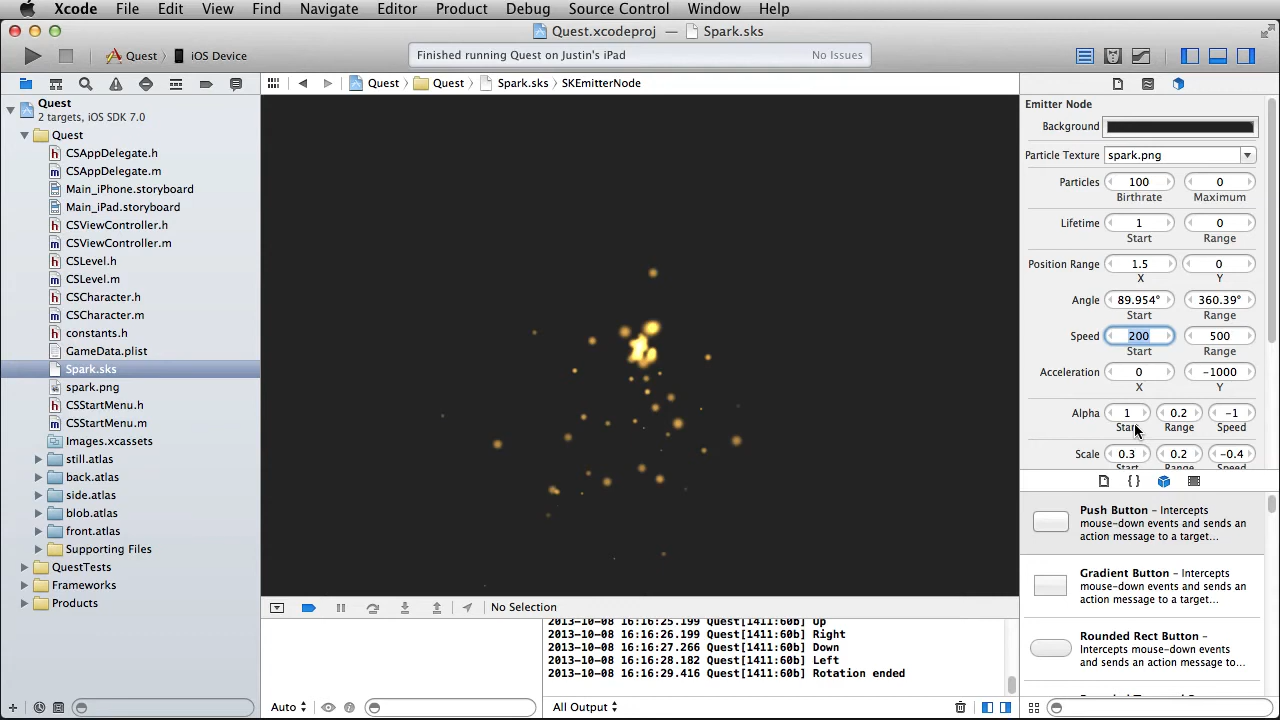 Xcode File Edit View Find Navigate Editor Product Debug Source Control Window Help
Quest.xcodeproj — Spark.sks
Quest iOS Device
Finished running Quest on Justin's iPad No Issues
Quest Quest Spark.sks SKEmitterNode
Quest
2 targets, iOS SDK 7.0
Quest
CSAppDelegate.h
CSAppDelegate.m
Main_iPhone.storyboard
Main_iPad.storyboard
CSViewController.h
CSViewController.m
CSLevel.h
CSLevel.m
CSCharacter.h
CSCharacter.m
constants.h
GameData.plist
Spark.sks
spark.png
CSStartMenu.h
CSStartMenu.m
Images.xcassets
still.atlas
back.atlas
side.atlas
blob.atlas
front.atlas
Supporting Files
QuestTests
Frameworks
Products
No Selection
2013-10-08 16:16:25.199 Quest[1411:60b] Up
2013-10-08 16:16:26.199 Quest[1411:60b] Right
2013-10-08 16:16:27.266 Quest[1411:60b] Down
2013-10-08 16:16:28.182 Quest[1411:60b] Left
2013-10-08 16:16:29.416 Quest[1411:60b] Rotation ended
Auto
All Output
Emitter Node
Background
Particle Texture spark.png
Particles 100 0
Birthrate Maximum
Lifetime 1 0
Start Range
Position Range 1.5 0
X Y
Angle 89.954° 360.39°
Start Range
Speed 200 500
Start Range
Acceleration 0 -1000
X Y
Alpha 1 0.2 -1
Start Range Speed
Scale 0.3 0.2 -0.4
Start Range Speed
Push Button – Intercepts
mouse-down events and sends an
action message to a target...
Gradient Button – Intercepts
mouse-down events and sends an
action message to a target...
Rounded Rect Button –
Intercepts mouse-down events
and sends an action message to...